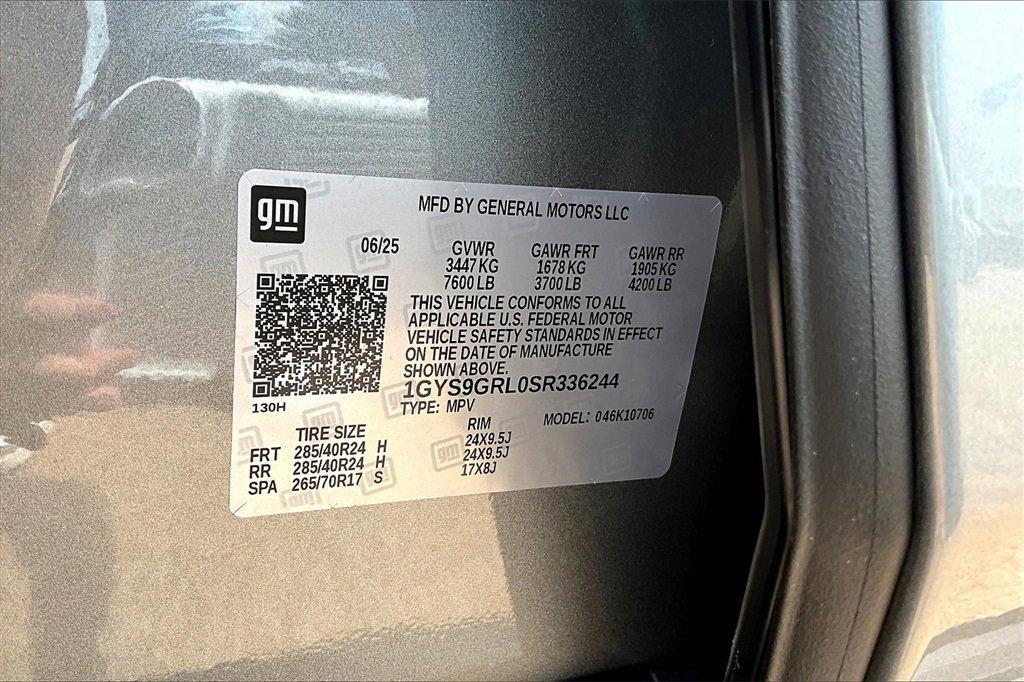 gm
MFD BY GENERAL MOTORS LLC
06/25 GVWR GAWR FRT GAWR RR
3447 KG 1678 KG 1905 KG
7600 LB 3700 LB 4200 LB
THIS VEHICLE CONFORMS TO ALL
APPLICABLE U.S. FEDERAL MOTOR
VEHICLE SAFETY STANDARDS IN EFFECT
ON THE DATE OF MANUFACTURE
SHOWN ABOVE.
1GYS9GRL0SR336244
130H
TYPE: MPV MODEL: 046K10706
TIRE SIZE RIM
FRT 285/40R24 H 24X9.5J
RR 285/40R24 H 24X9.5J
SPA 265/70R17 S 17X8J